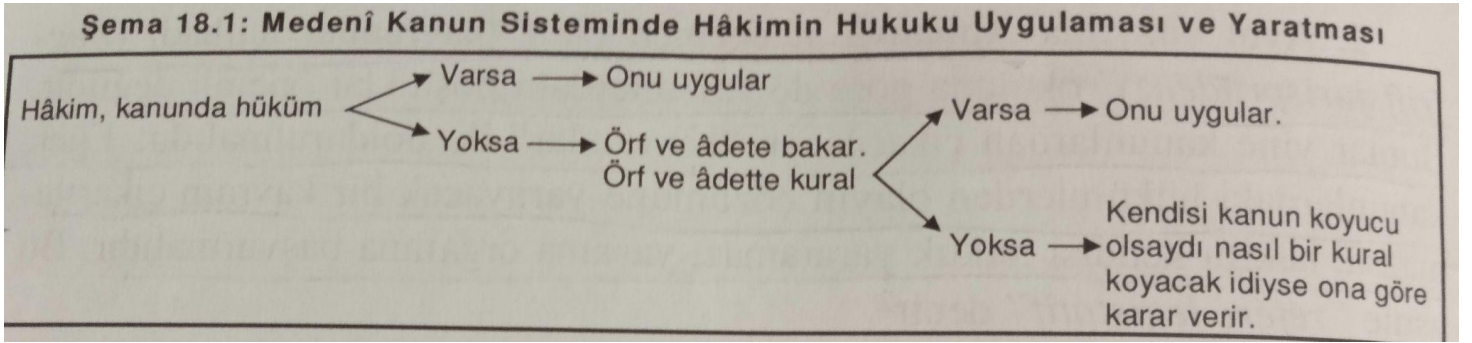 Şema 18.1: Medenî Kanun Sisteminde Hâkimin Hukuku Uygulaması ve Yaratması
Hâkim, kanunda hüküm
Varsa Onu uygular
Yoksa Örf ve âdete bakar.
Örf ve âdette kural
Varsa Onu uygular.
Yoksa Kendisi kanun koyucu
olsaydı nasıl bir kural
koyacak idiyse ona göre
karar verir.